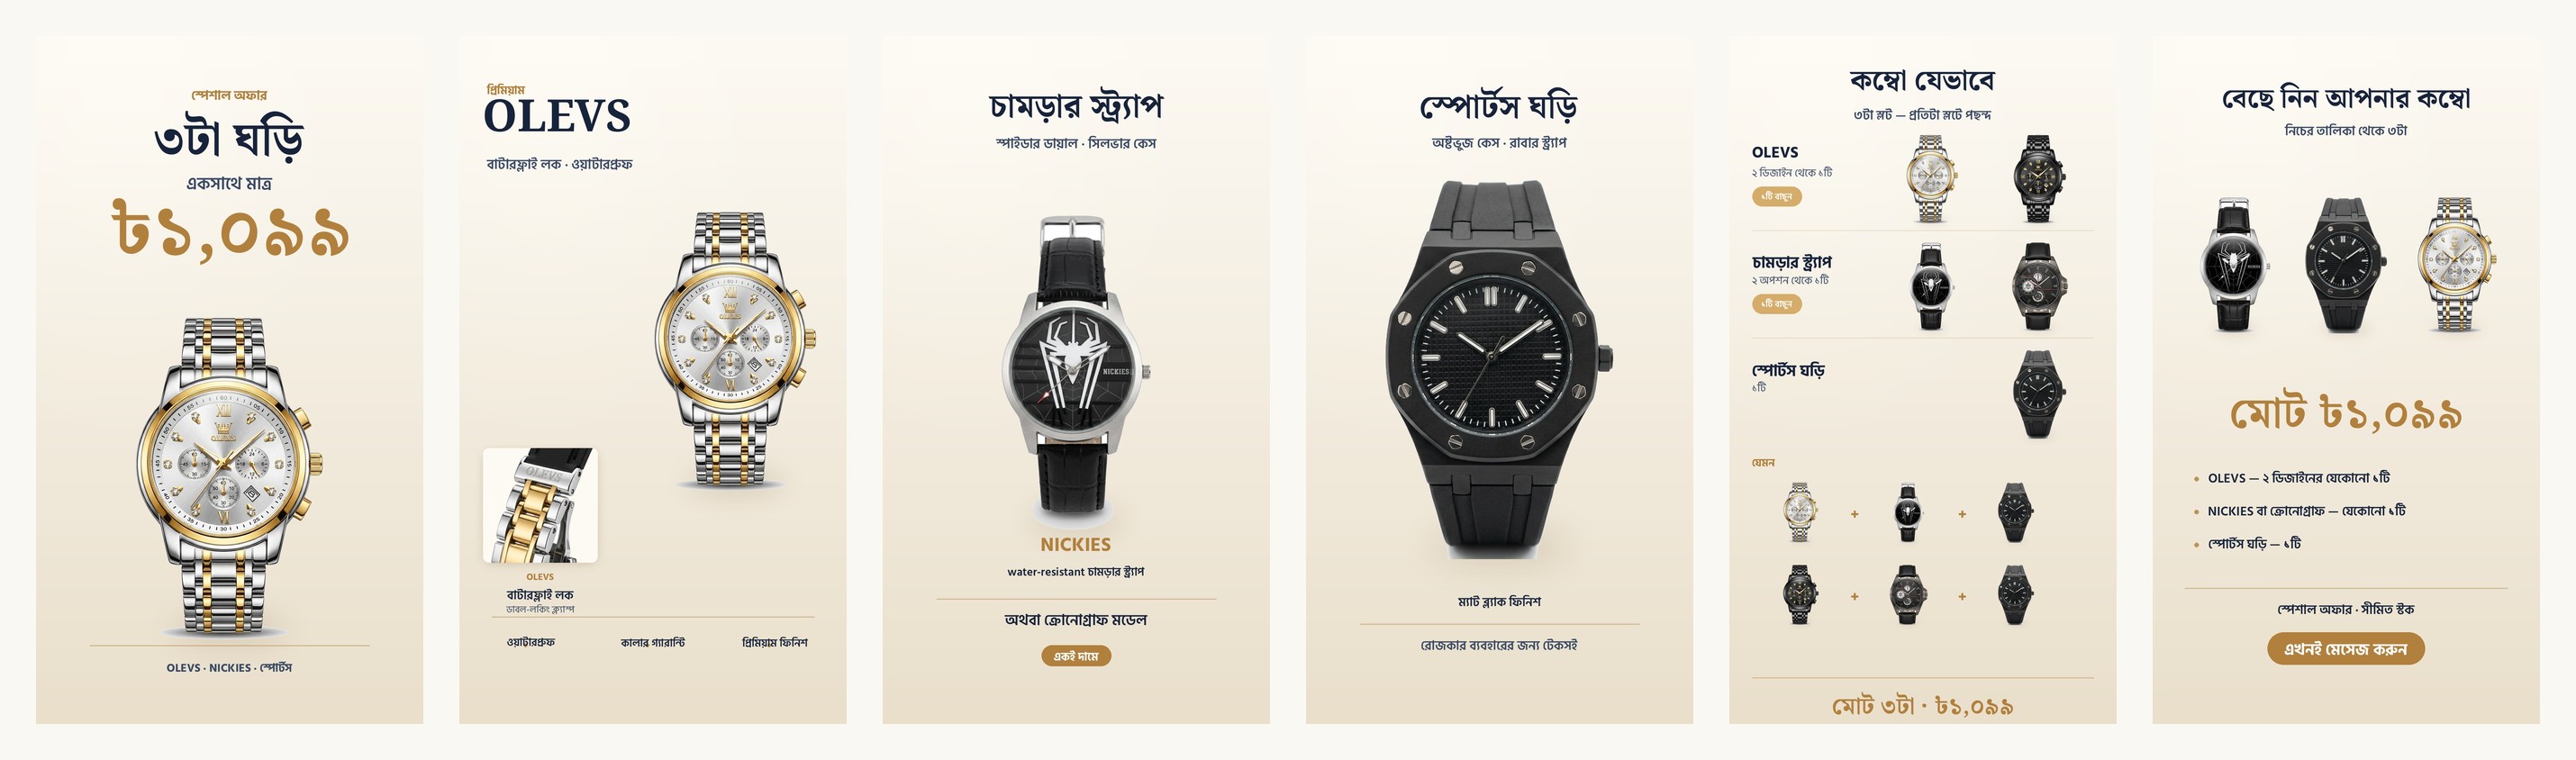 স্পেশাল অফার
৩টা ঘড়ি
একসাথে মাত্র
৳১,০৯৯
OLEVS · NICKIES · স্পোর্টস
প্রিমিয়াম
OLEVS
বাটারফ্লাই লক · ওয়াটারপ্রুফ
OLEVS
OLEVS
বাটারফ্লাই লক
ডাবল-লকিং ক্ল্যাম্প
ওয়াটারপ্রুফ
কালার গ্যারান্টি
প্রিমিয়াম ফিনিশ
চামড়ার স্ট্র্যাপ
স্পাইডার ডায়াল · সিলভার কেস
NICKIES
NICKIES
water-resistant চামড়ার স্ট্র্যাপ
অথবা ক্রোনোগ্রাফ মডেল
একই দামে
স্পোর্টস ঘড়ি
অষ্টভুজ কেস · রাবার স্ট্র্যাপ
ম্যাট ব্ল্যাক ফিনিশ
রোজকার ব্যবহারের জন্য টেকসই
কম্বো যেভাবে
৩টা স্লট — প্রতিটা স্লটে পছন্দ
OLEVS
২ ডিজাইন থেকে ১টি
১টি বাছুন
চামড়ার স্ট্র্যাপ
২ অপশন থেকে ১টি
১টি বাছুন
স্পোর্টস ঘড়ি
১টি
যেমন
+ +
+ +
মোট ৩টা · ৳১,০৯৯
বেছে নিন আপনার কম্বো
নিচের তালিকা থেকে ৩টা
মোট ৳১,০৯৯
• OLEVS — ২ ডিজাইনের যেকোনো ১টি
• NICKIES বা ক্রোনোগ্রাফ — যেকোনো ১টি
• স্পোর্টস ঘড়ি — ১টি
স্পেশাল অফার · সীমিত স্টক
এখনই মেসেজ করুন